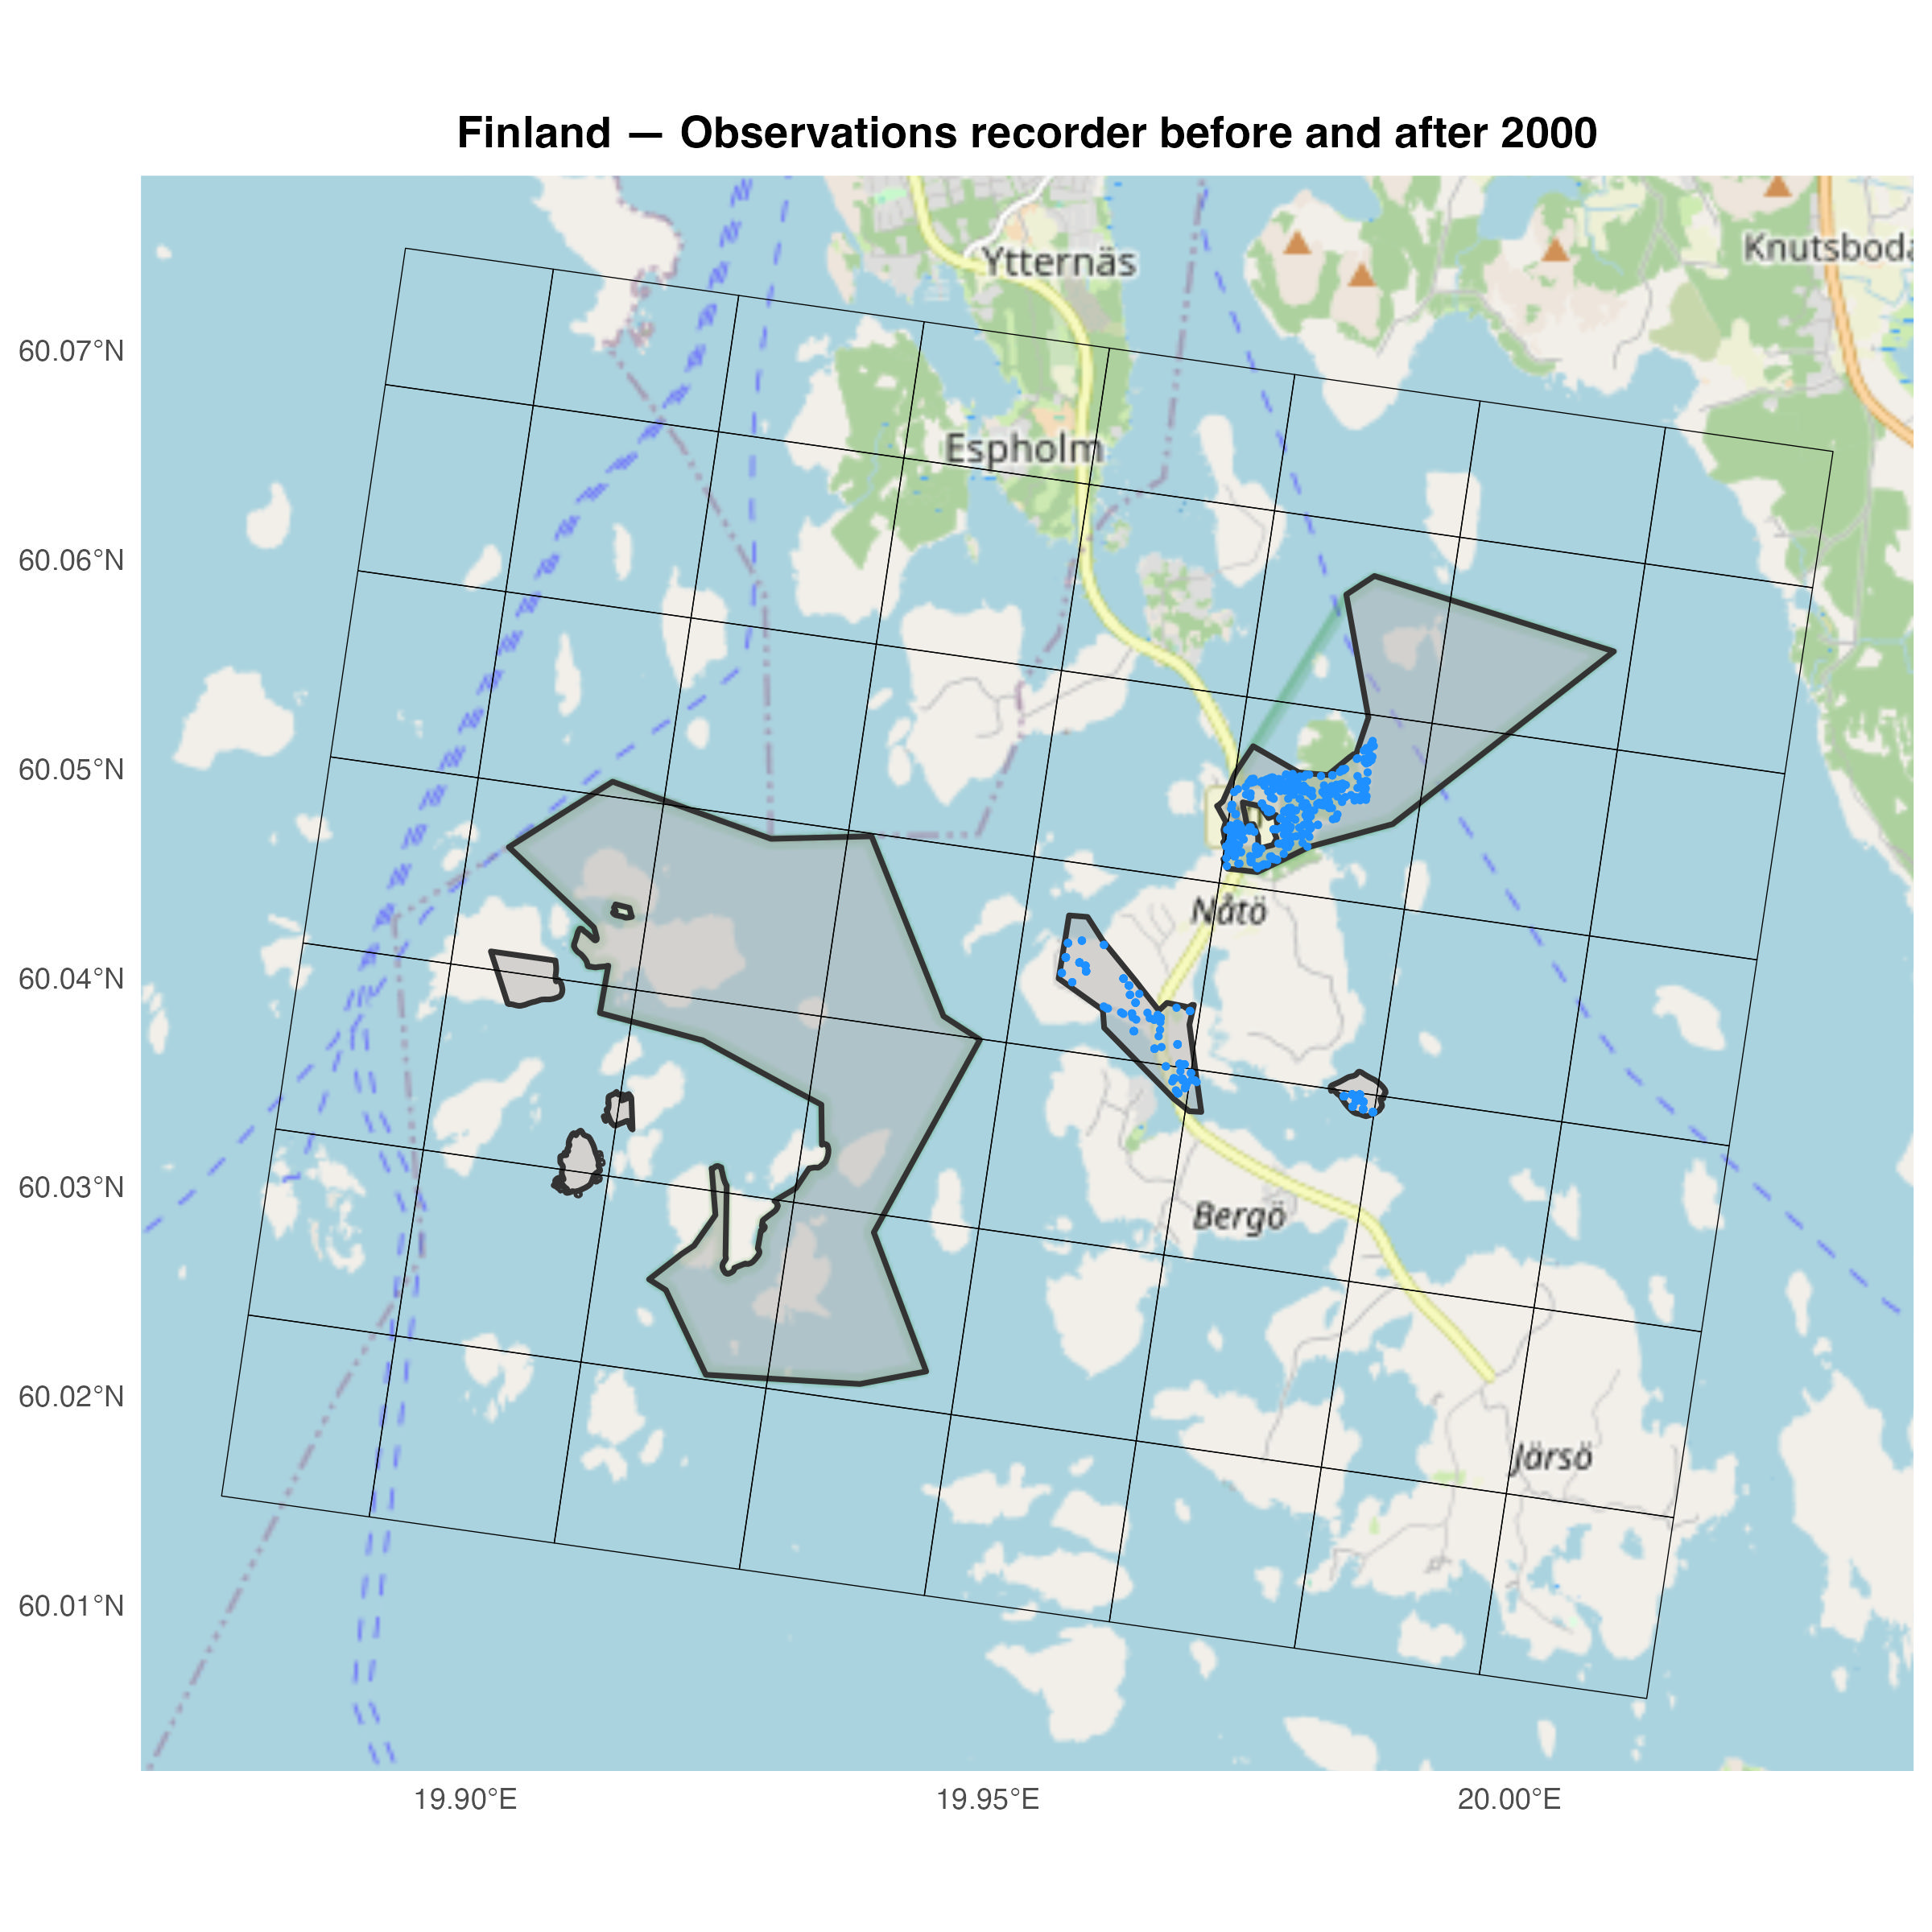 Finland — Observations recorder before and after 2000
Ytternäs
Knutsboda
60.07°N
Espholm
60.06°N
60.05°N
Nåtö
60.04°N
60.03°N
Bergö
60.02°N
Järsö
60.01°N
19.90°E
19.95°E
20.00°E